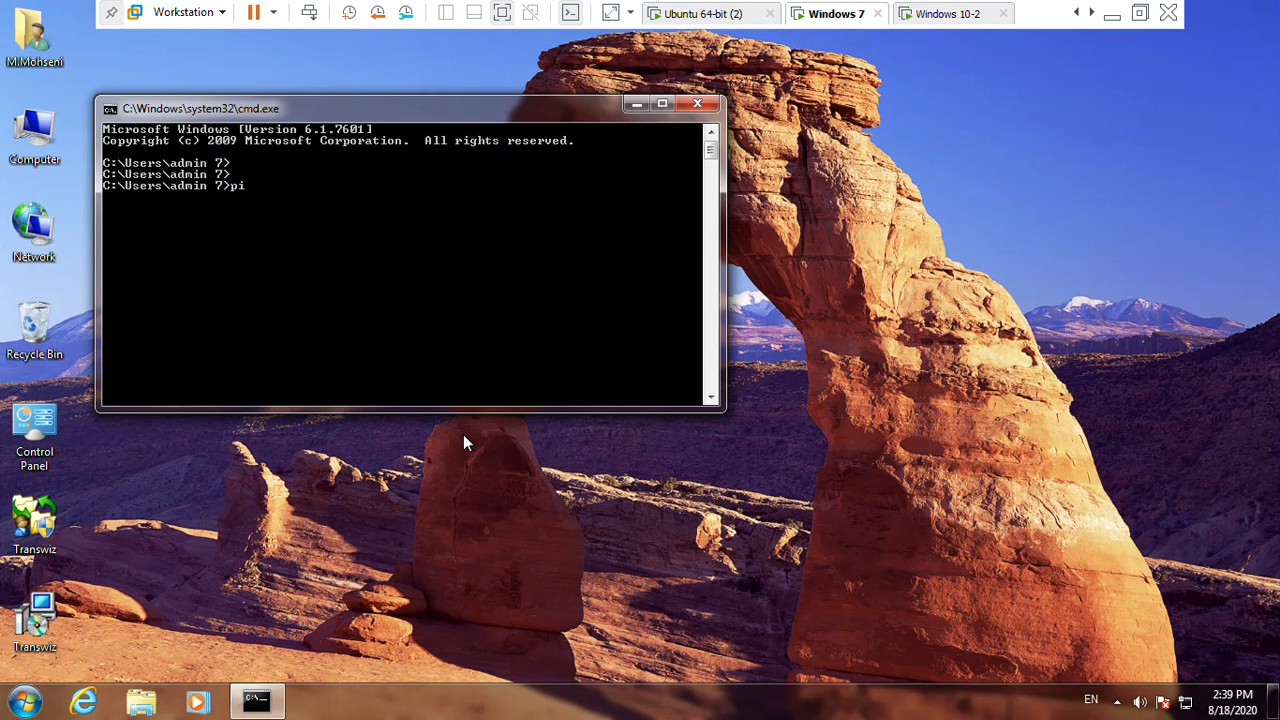 Workstation
Ubuntu 64-bit (2)
Windows 7
Windows 10-2
M.Mohseni
Computer
Network
Recycle Bin
Control
Panel
Transwiz
Transwiz
C:\Windows\system32\cmd.exe
Microsoft Windows [Version 6.1.7601]
Copyright (c) 2009 Microsoft Corporation.  All rights reserved.
C:\Users\admin 7>
C:\Users\admin 7>
C:\Users\admin 7>pi
EN
2:39 PM
8/18/2020